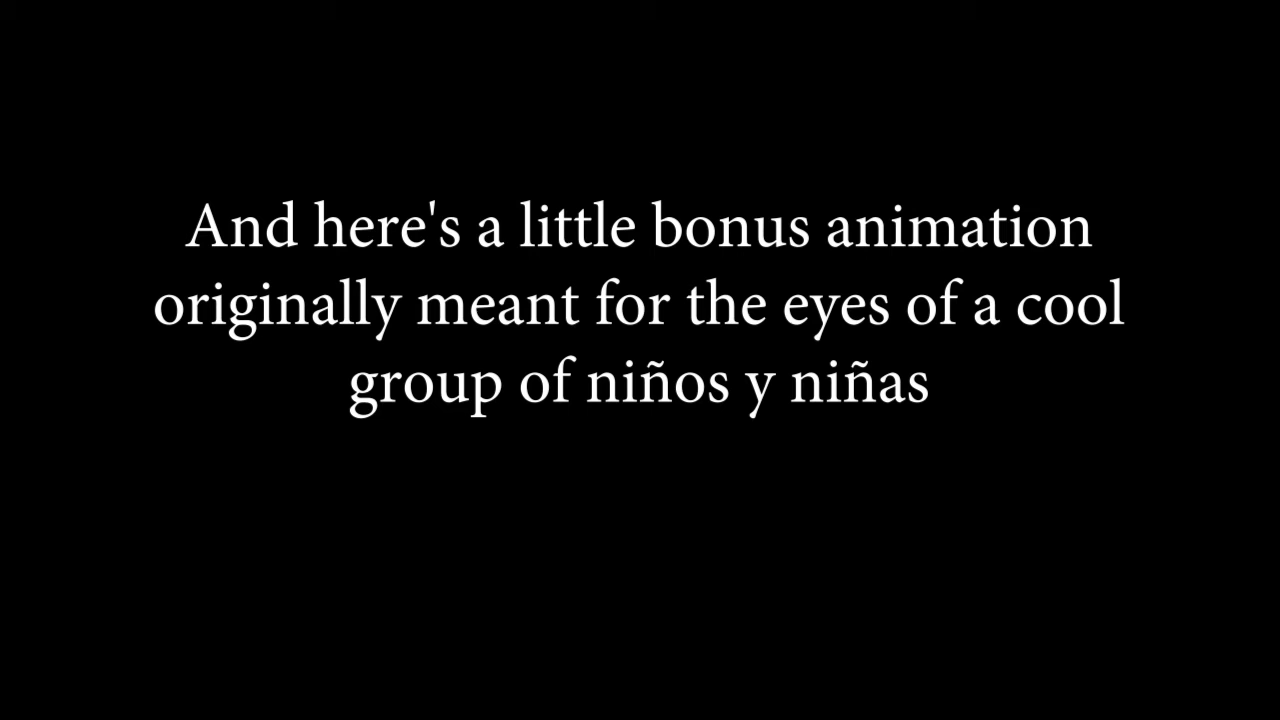 And here's a little bonus animation
originally meant for the eyes of a cool
group of niños y niñas